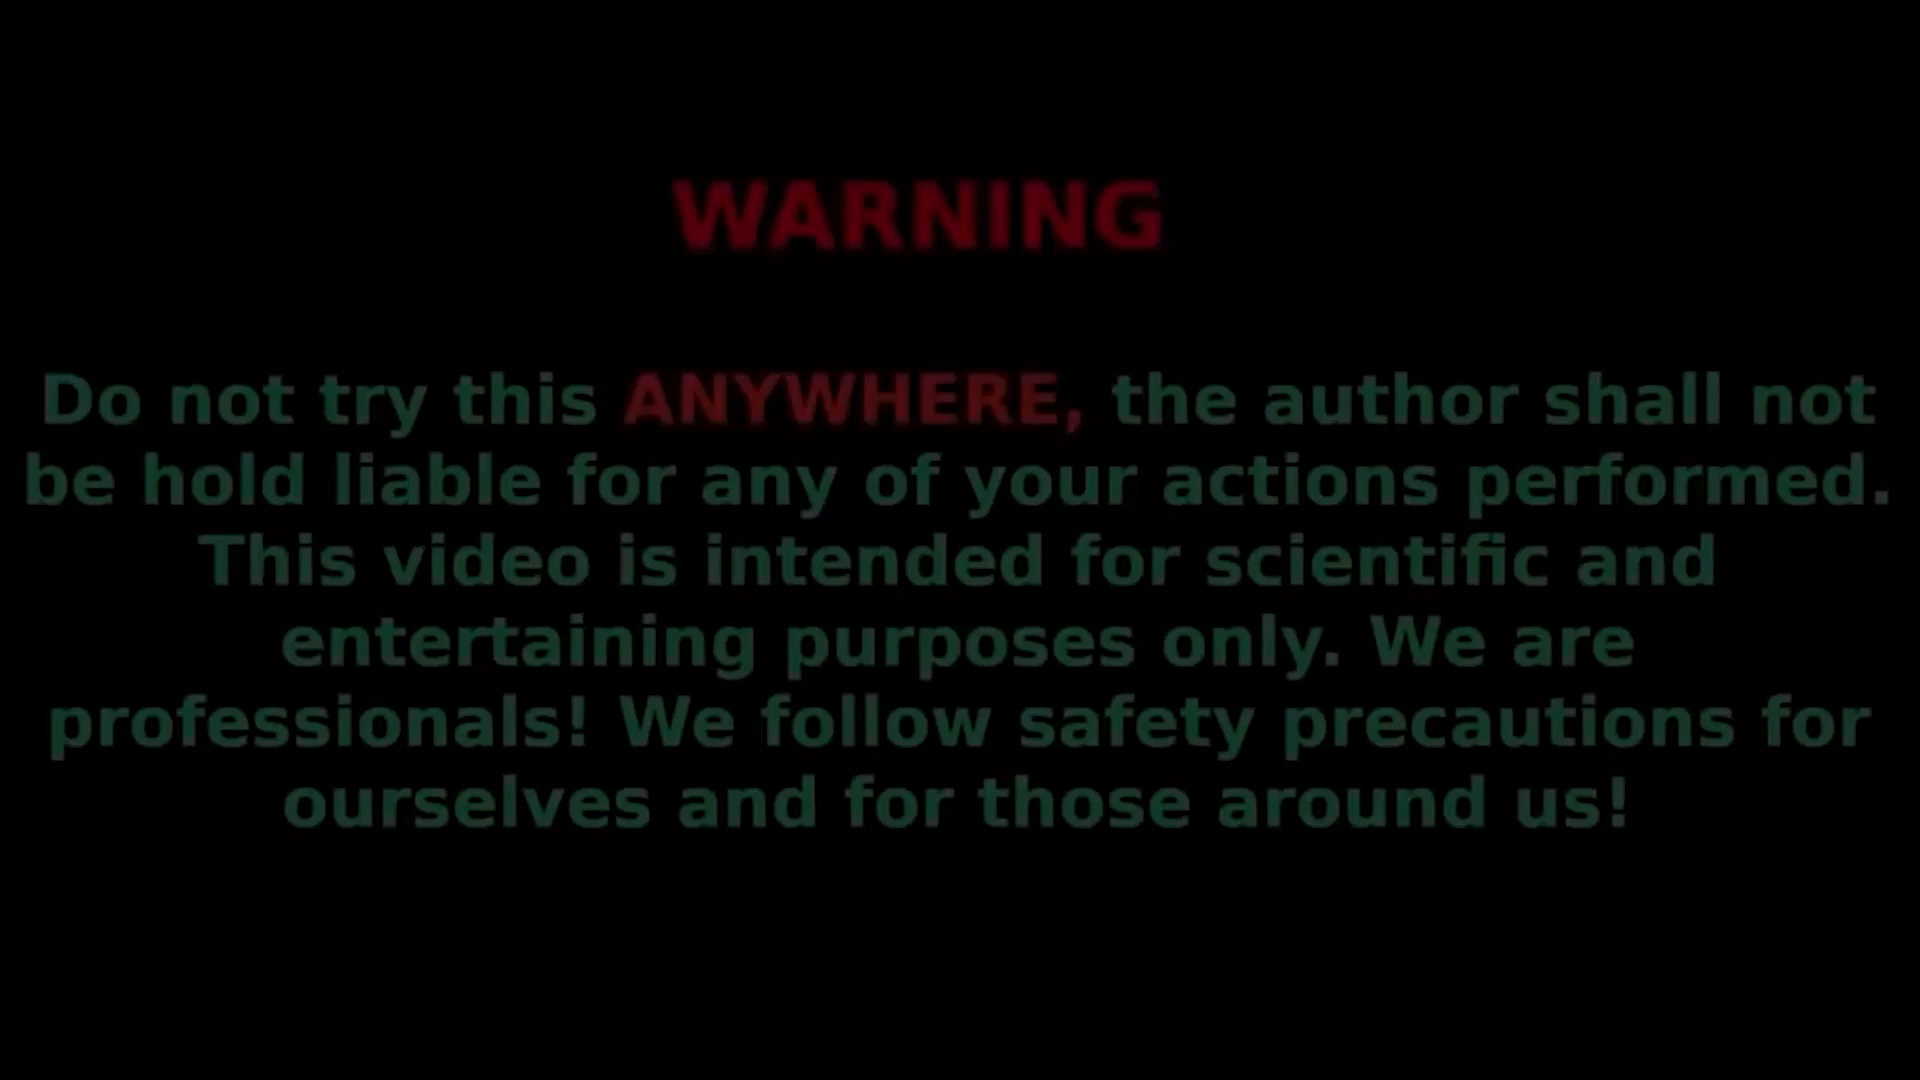 WARNING
Do not try this ANYWHERE, the author shall not
be hold liable for any of your actions performed.
This video is intended for scientific and
entertaining purposes only. We are
professionals! We follow safety precautions for
ourselves and for those around us!